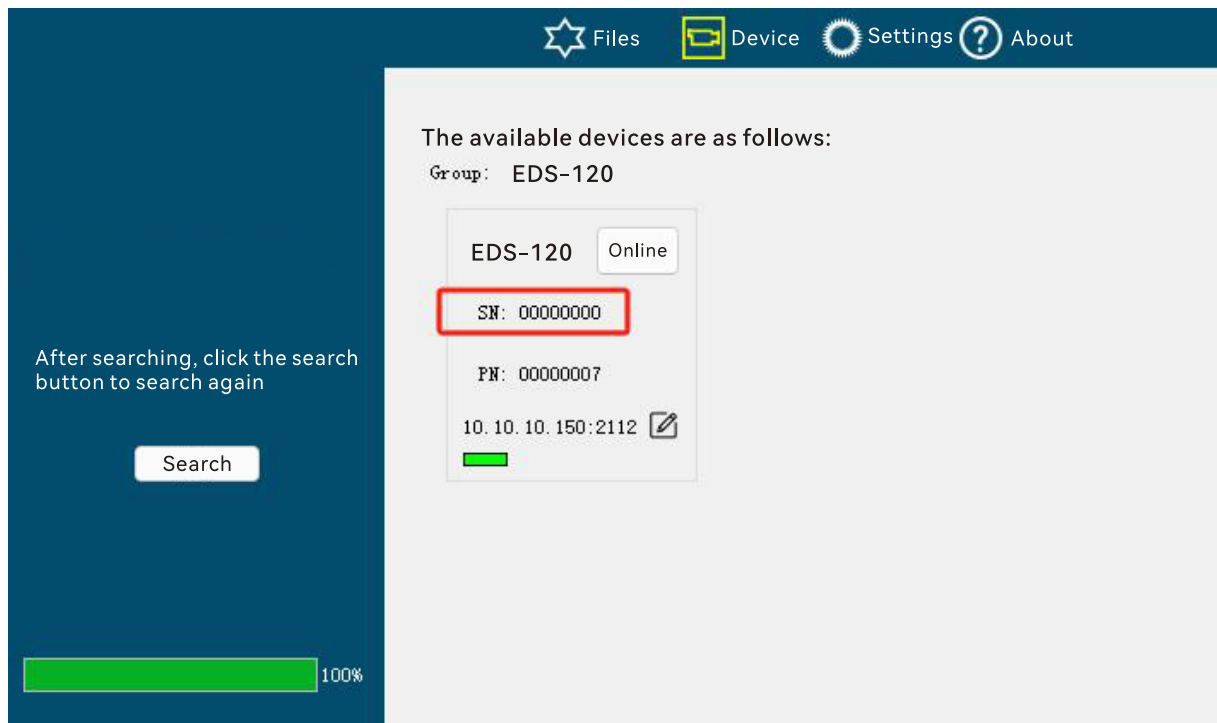 Files Device Settings ? About
The available devices are as follows:
Group: EDS-120
EDS-120 Online
SN: 00000000
PN: 00000007
10.10.10.150:2112
After searching, click the search
button to search again
Search
100%